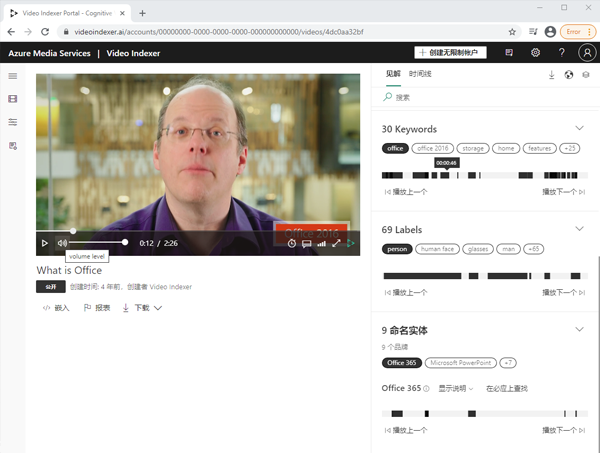 Video Indexer Portal - Cognitive
videoindexer.ai/accounts/00000000-0000-0000-0000-000000000000/videos/4dc0aa32bf
Error
Azure Media Services | Video Indexer
创建无限制帐户
见解 时间线
搜索
30 Keywords
office office 2016 storage home features +25
00:00:46
播放上一个 播放下一个
69 Labels
person human face glasses man +65
播放上一个 播放下一个
9 命名实体
9 个品牌
Office 365 Microsoft PowerPoint +7
Office 365 显示说明 在必应上查找
播放上一个 播放下一个
Office 2016
0:12 / 2:26
volume level
What is Office
公开 创建时间: 4 年前、创建者 Video Indexer
嵌入 报表 下载